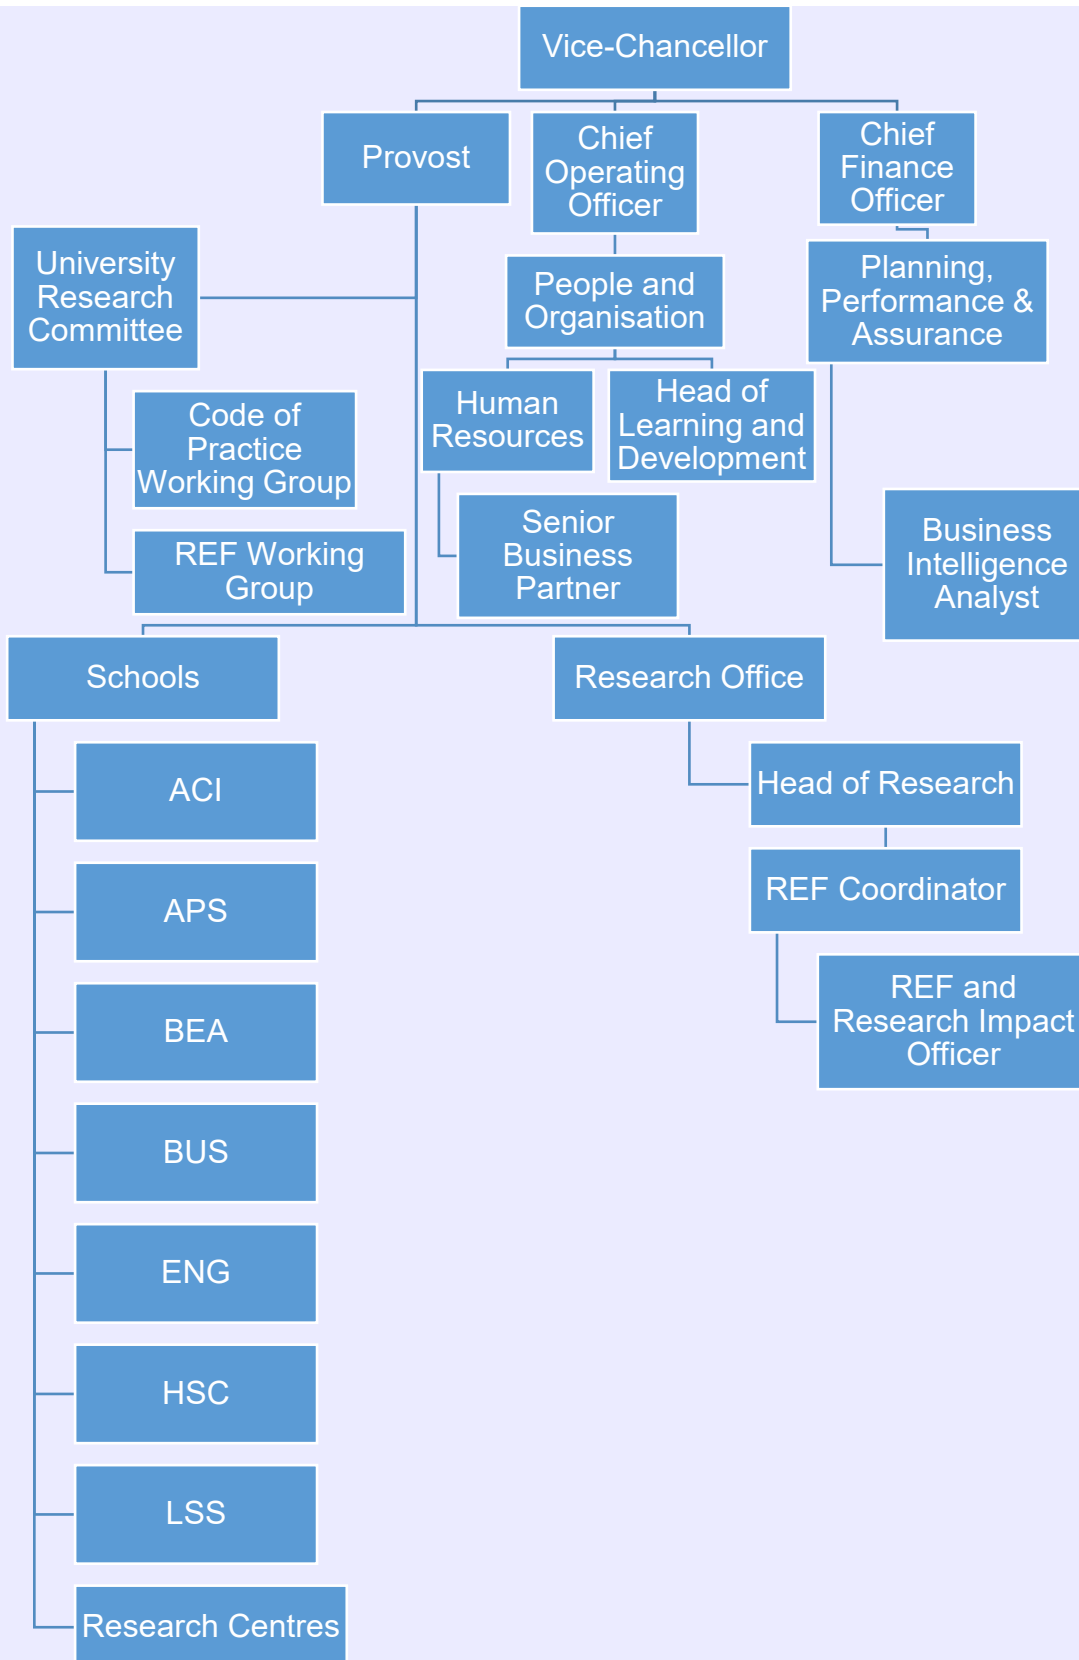 Vice-Chancellor
Provost
Chief
Operating
Officer
Chief
Finance
Officer
University
Research
Committee
People and
Organisation
Planning,
Performance &
Assurance
Code of
Practice
Working Group
Human
Resources
Head of
Learning and
Development
REF Working
Group
Senior
Business
Partner
Business
Intelligence
Analyst
Schools
Research Office
ACI
APS
BEA
BUS
ENG
HSC
LSS
Research Centres
Head of Research
REF Coordinator
REF and
Research Impact
Officer